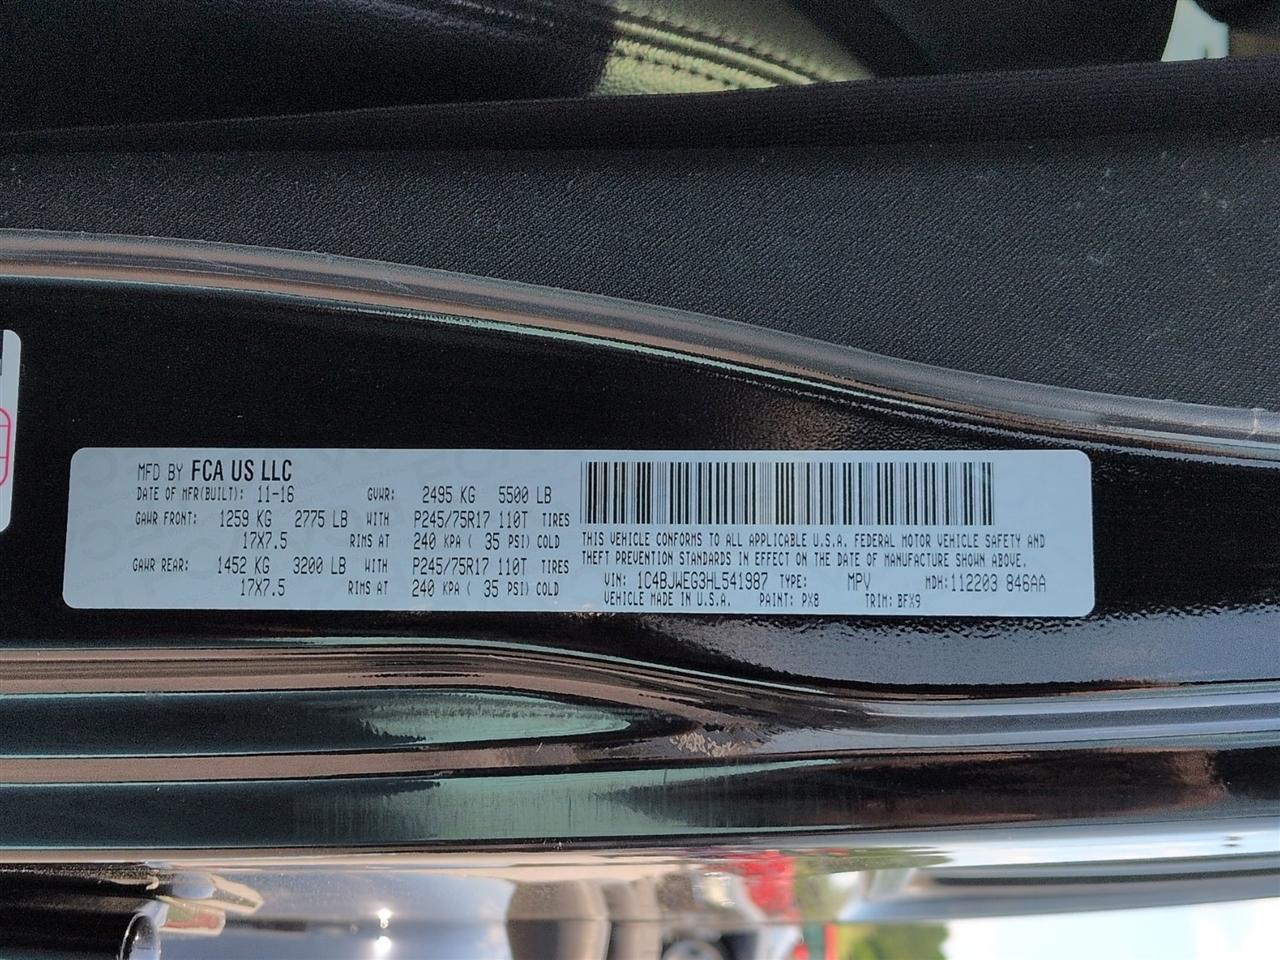 MFD BY FCA US LLC
DATE OF MFR(BUILT): 11-16 GVWR: 2495 KG 5500 LB
GAWR FRONT: 1259 KG 2775 LB WITH P245/75R17 110T TIRES
17X7.5 RIMS AT 240 KPA ( 35 PSI) COLD
GAWR REAR: 1452 KG 3200 LB WITH P245/75R17 110T TIRES
17X7.5 RIMS AT 240 KPA ( 35 PSI) COLD
THIS VEHICLE CONFORMS TO ALL APPLICABLE U.S.A. FEDERAL MOTOR VEHICLE SAFETY AND
THEFT PREVENTION STANDARDS IN EFFECT ON THE DATE OF MANUFACTURE SHOWN ABOVE.
VIN: 1C4BJWEG3HL541987 TYPE: MPV MDH: 112203 846AA
VEHICLE MADE IN U.S.A. PAINT: PX8 TRIM: BFX9